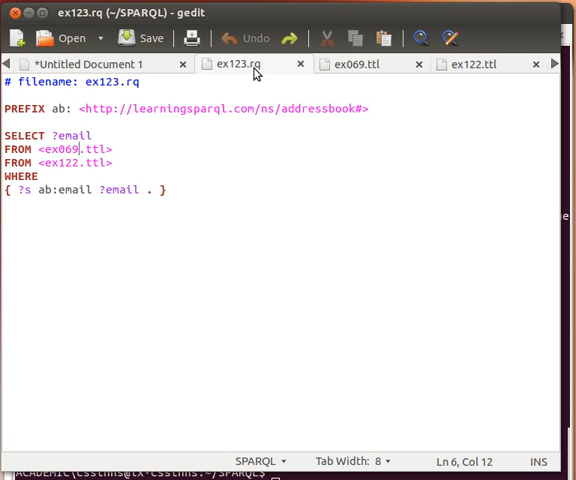 ex123.rq (~/SPARQL) - gedit
Open Save Undo
*Untitled Document 1 ex123.rq ex069.ttl ex122.ttl
# filename: ex123.rq
PREFIX ab: <http://learningsparql.com/ns/addressbook#>
SELECT ?email
FROM <ex069.ttl>
FROM <ex122.ttl>
WHERE
{ ?s ab:email ?email . }
SPARQL Tab Width: 8 Ln 6, Col 12 INS